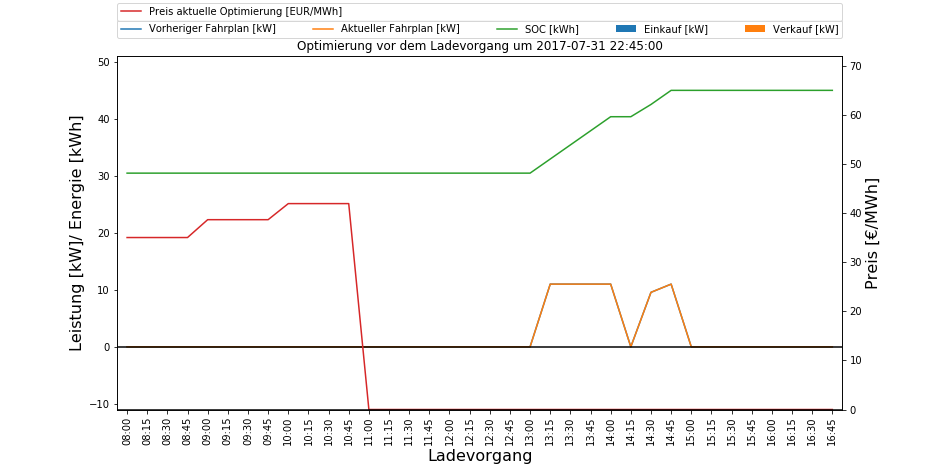 Preis aktuelle Optimierung [EUR/MWh]
Vorheriger Fahrplan [kW] Aktueller Fahrplan [kW] SOC [kWh] Einkauf [kW] Verkauf [kW]
Optimierung vor dem Ladevorgang um 2017-07-31 22:45:00
Leistung [kW]/ Energie [kWh]
50
40
30
20
10
0
−10
70
60
50
40
30
20
10
0
Preis [€/MWh]
08:00 08:15 08:30 08:45 09:00 09:15 09:30 09:45 10:00 10:15 10:30 10:45 11:00 11:15 11:30 11:45 12:00 12:15 12:30 12:45 13:00 13:15 13:30 13:45 14:00 14:15 14:30 14:45 15:00 15:15 15:30 15:45 16:00 16:15 16:30 16:45
Ladevorgang